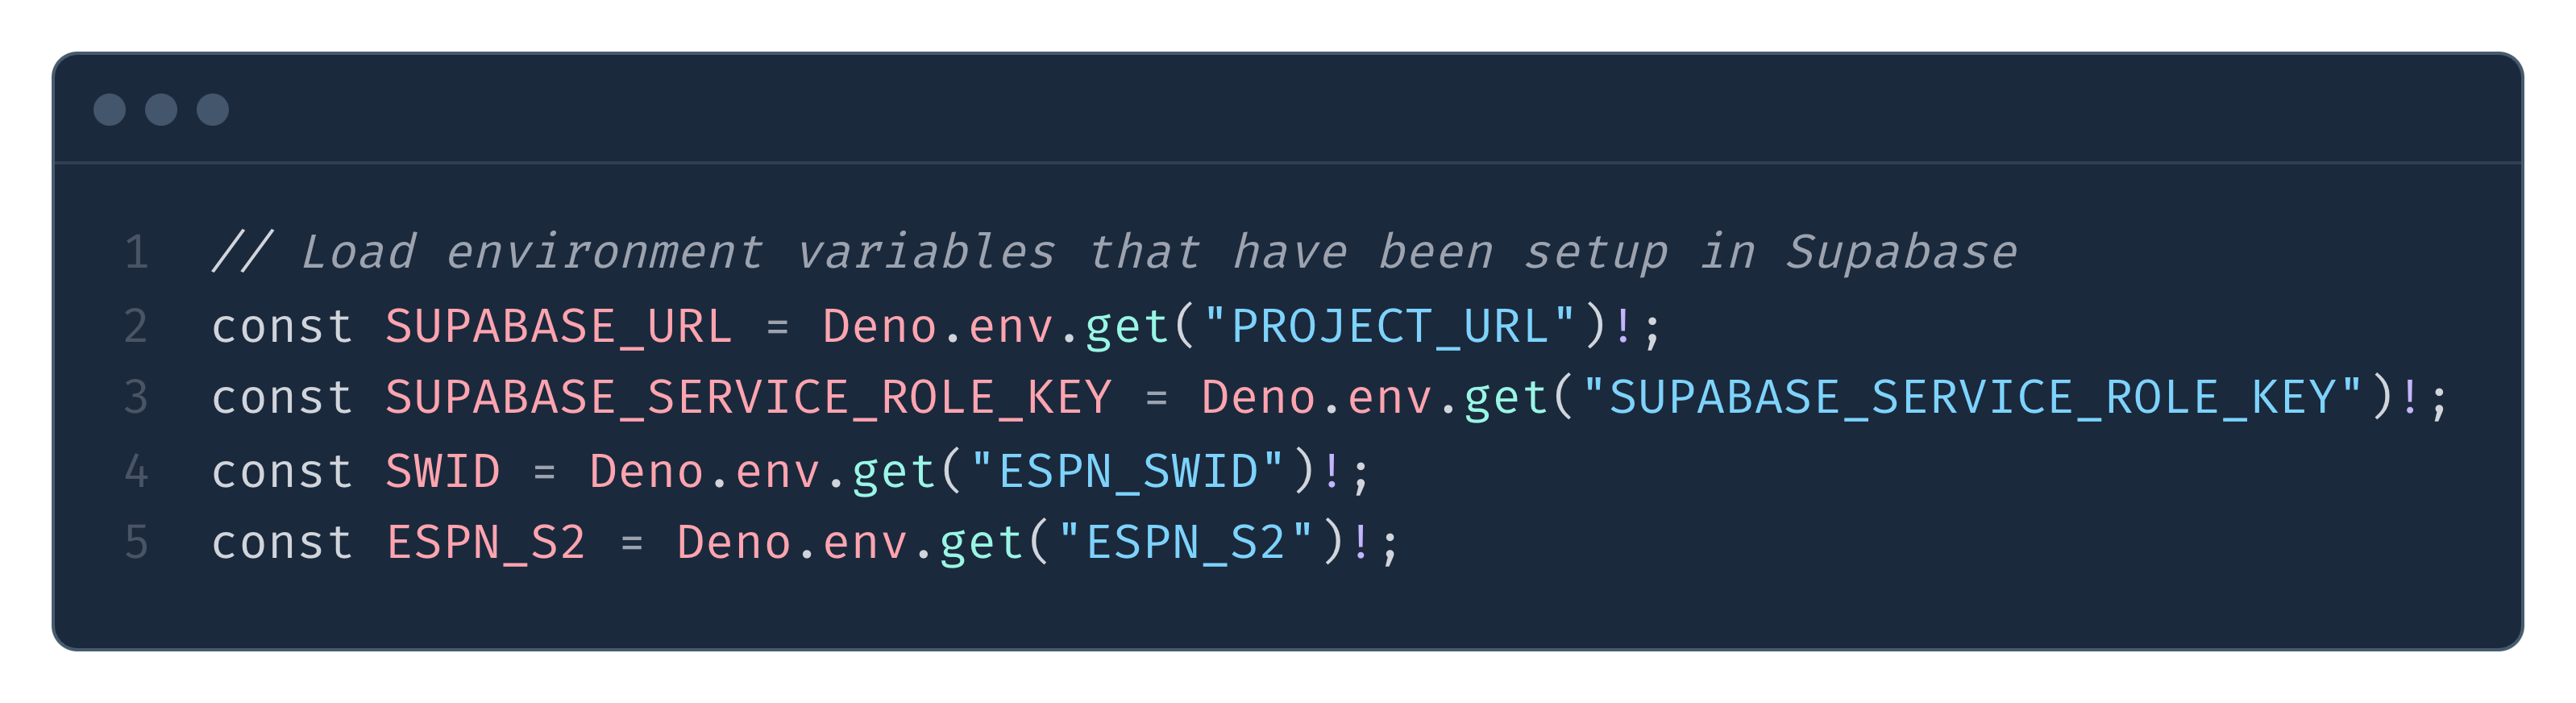 1 // Load environment variables that have been setup in Supabase
2 const SUPABASE_URL = Deno.env.get("PROJECT_URL")!;
3 const SUPABASE_SERVICE_ROLE_KEY = Deno.env.get("SUPABASE_SERVICE_ROLE_KEY")!;
4 const SWID = Deno.env.get("ESPN_SWID")!;
5 const ESPN_S2 = Deno.env.get("ESPN_S2")!;